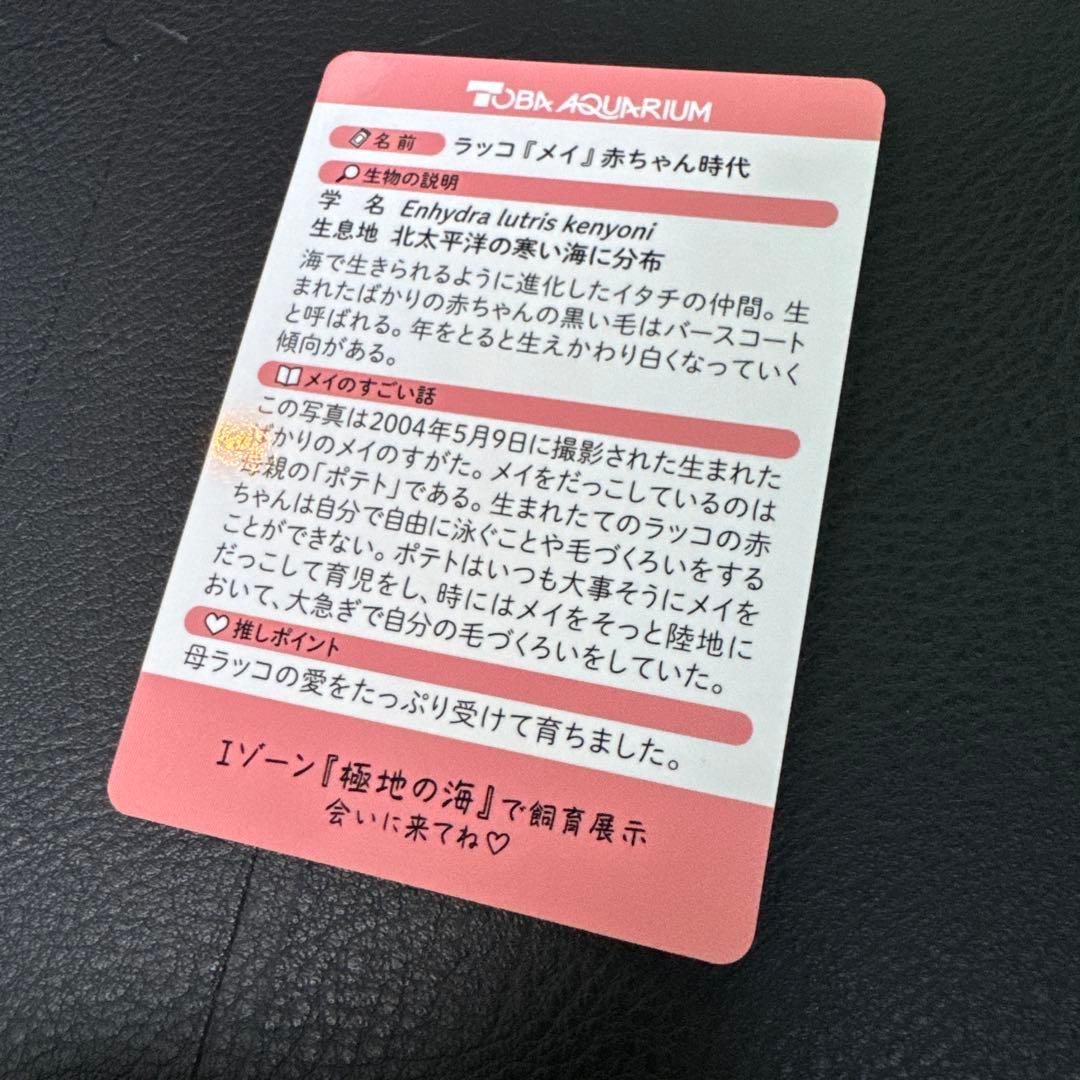 TOBA AQUARIUM
名前 ラッコ『メイ』赤ちゃん時代
生物の説明
学 名 Enhydra lutris kenyoni
生息地 北太平洋の寒い海に分布
海で生きられるように進化したイタチの仲間。生
まれたばかりの赤ちゃんの黒い毛はバースコート
と呼ばれる。年をとると生えかわり白くなっていく
傾向がある。
メイのすごい話
この写真は2004年5月9日に撮影された生まれた
ばかりのメイのすがた。メイをだっこしているのは
母親の「ポテト」である。生まれたてのラッコの赤
ちゃんは自分で自由に泳ぐことや毛づくろいをする
ことができない。ポテトはいつも大事そうにメイを
だっこして育児をし、時にはメイをそっと陸地に
おいて、大急ぎで自分の毛づくろいをしていた。
推しポイント
母ラッコの愛をたっぷり受けて育ちました。
Iゾーン『極地の海』で飼育展示
会いに来てね♡